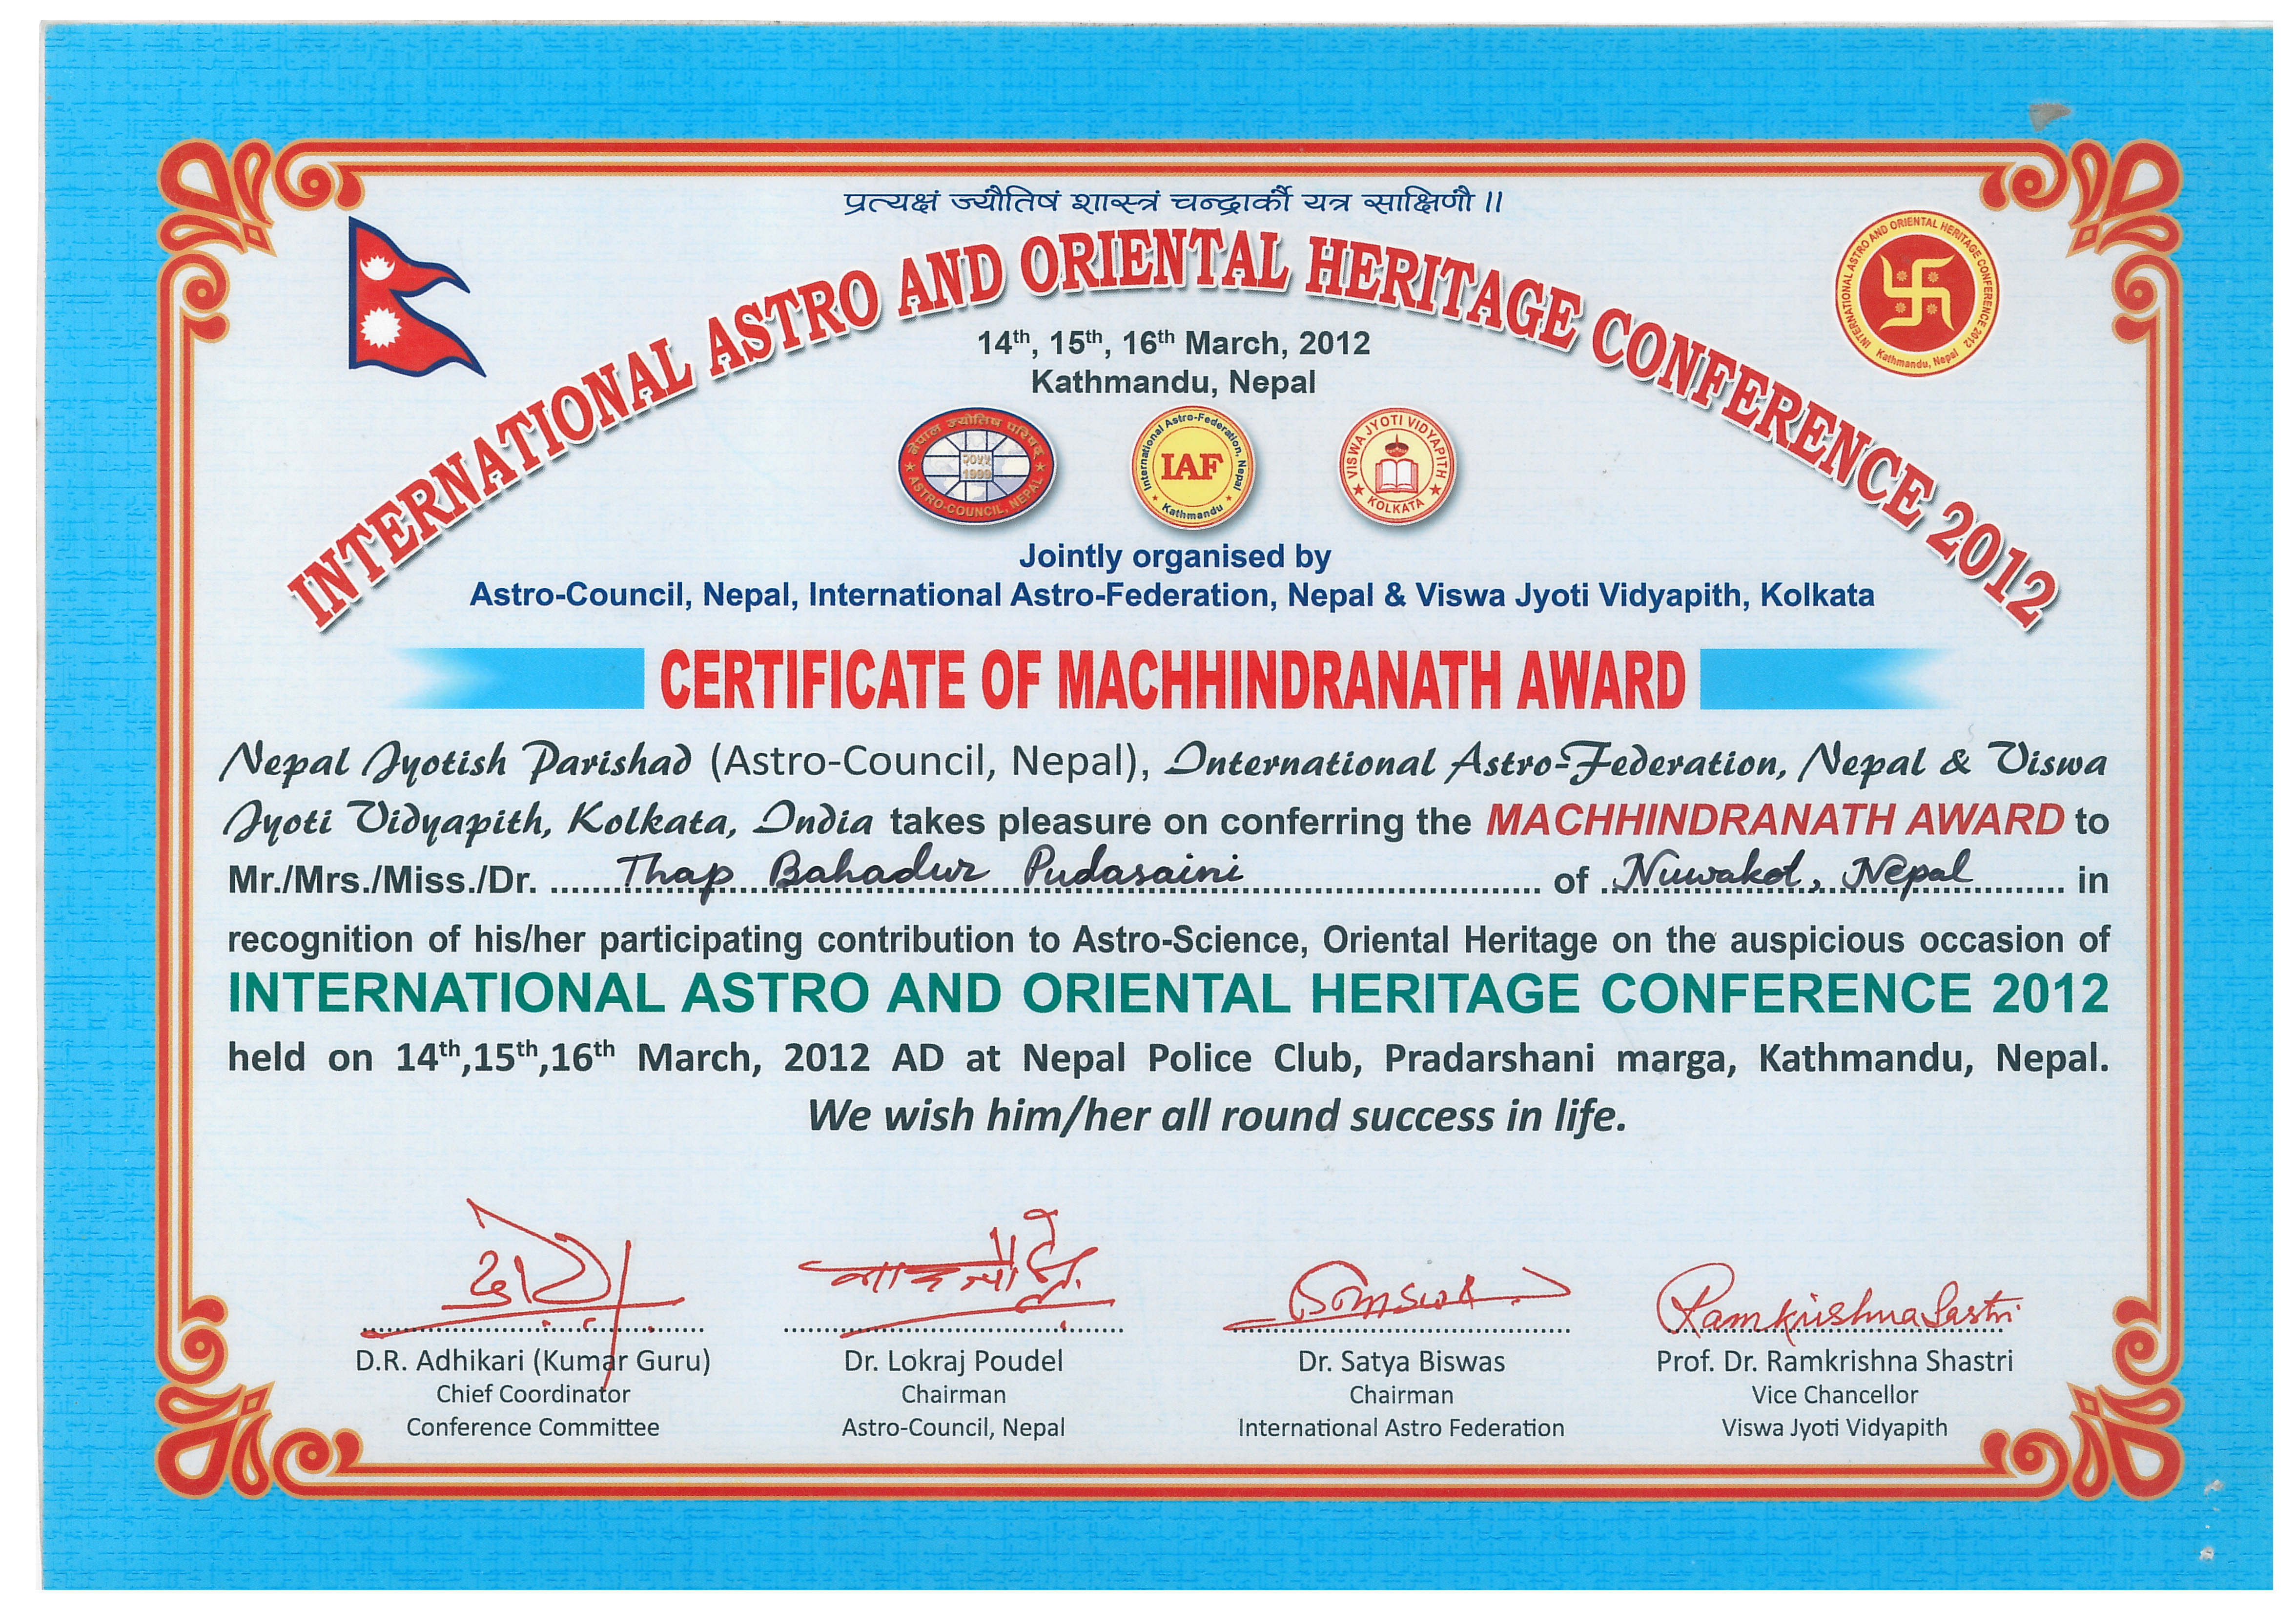 प्रत्यक्षं ज्यौतिषं शास्त्रं चन्द्रार्कौ यत्र साक्षिणौ ॥
INTERNATIONAL ASTRO AND ORIENTAL HERITAGE CONFERENCE 2012
INTERNATIONAL ASTRO AND ORIENTAL HERITAGE CONFERENCE 2012
Kathmandu, Nepal
14th, 15th, 16th March, 2012
Kathmandu, Nepal
नेपाल ज्योतिष परिषद
२०५५
1999
ASTRO-COUNCIL, NEPAL
International Astro-Federation, Nepal
IAF
Kathmandu
VISWA JYOTI VIDYAPITH
KOLKATA
Jointly organised by
Astro-Council, Nepal, International Astro-Federation, Nepal & Viswa Jyoti Vidyapith, Kolkata
CERTIFICATE OF MACHHINDRANATH AWARD
Nepal Jyotish Parishad (Astro-Council, Nepal), International Astro-Federation, Nepal & Viswa
Jyoti Vidyapith, Kolkata, India takes pleasure on conferring the MACHHINDRANATH AWARD to
Mr./Mrs./Miss./Dr. Thap Bahadur Pudasaini of Nuwakot, Nepal in
recognition of his/her participating contribution to Astro-Science, Oriental Heritage on the auspicious occasion of
INTERNATIONAL ASTRO AND ORIENTAL HERITAGE CONFERENCE 2012
held on 14th,15th,16th March, 2012 AD at Nepal Police Club, Pradarshani marga, Kathmandu, Nepal.
We wish him/her all round success in life.
Ramkrishna Sastri
D.R. Adhikari (Kumar Guru) Dr. Lokraj Poudel Dr. Satya Biswas Prof. Dr. Ramkrishna Shastri
Chief Coordinator Chairman Chairman Vice Chancellor
Conference Committee Astro-Council, Nepal International Astro Federation Viswa Jyoti Vidyapith